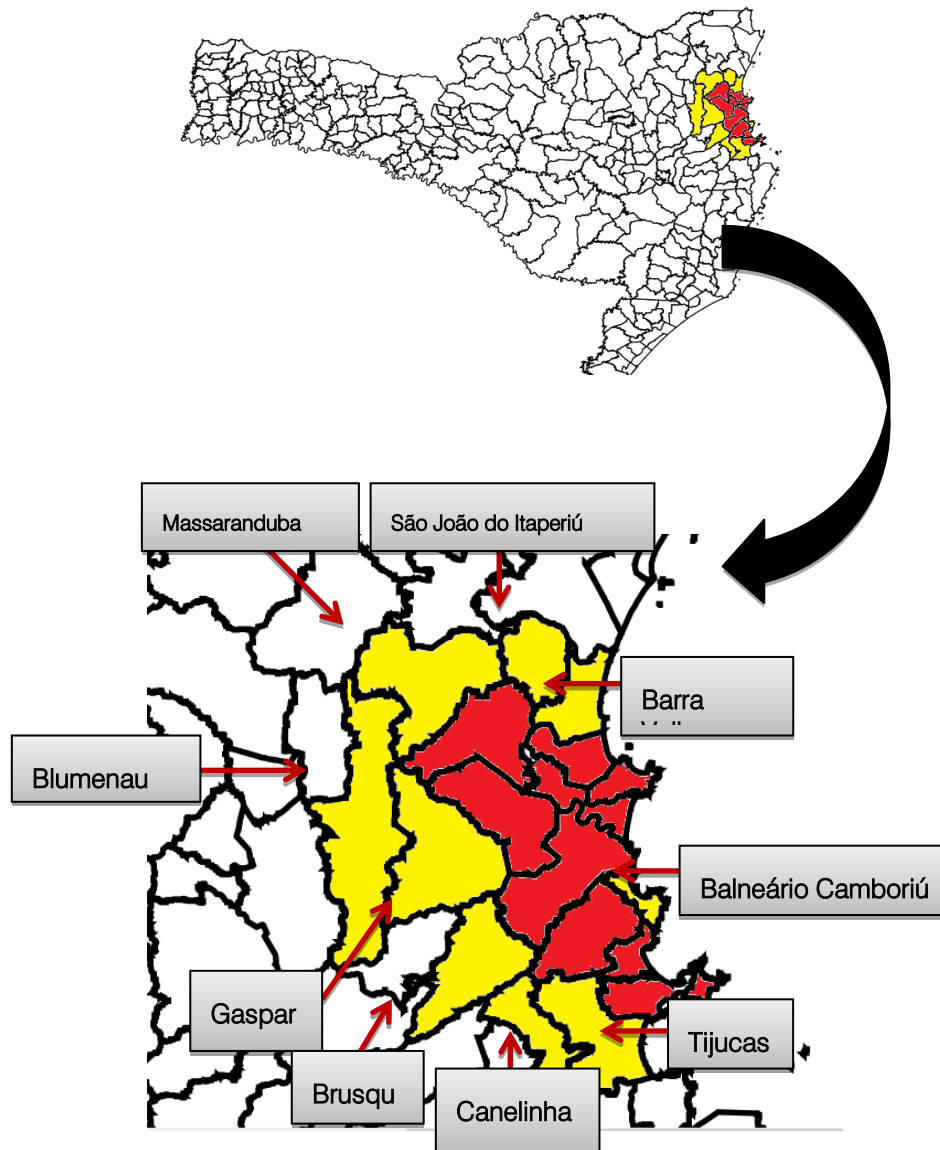 Massaranduba
São João do Itaperiú
Barra
Blumenau
Balneário Camboriú
Gaspar
Tijucas
Brusqu
Canelinha